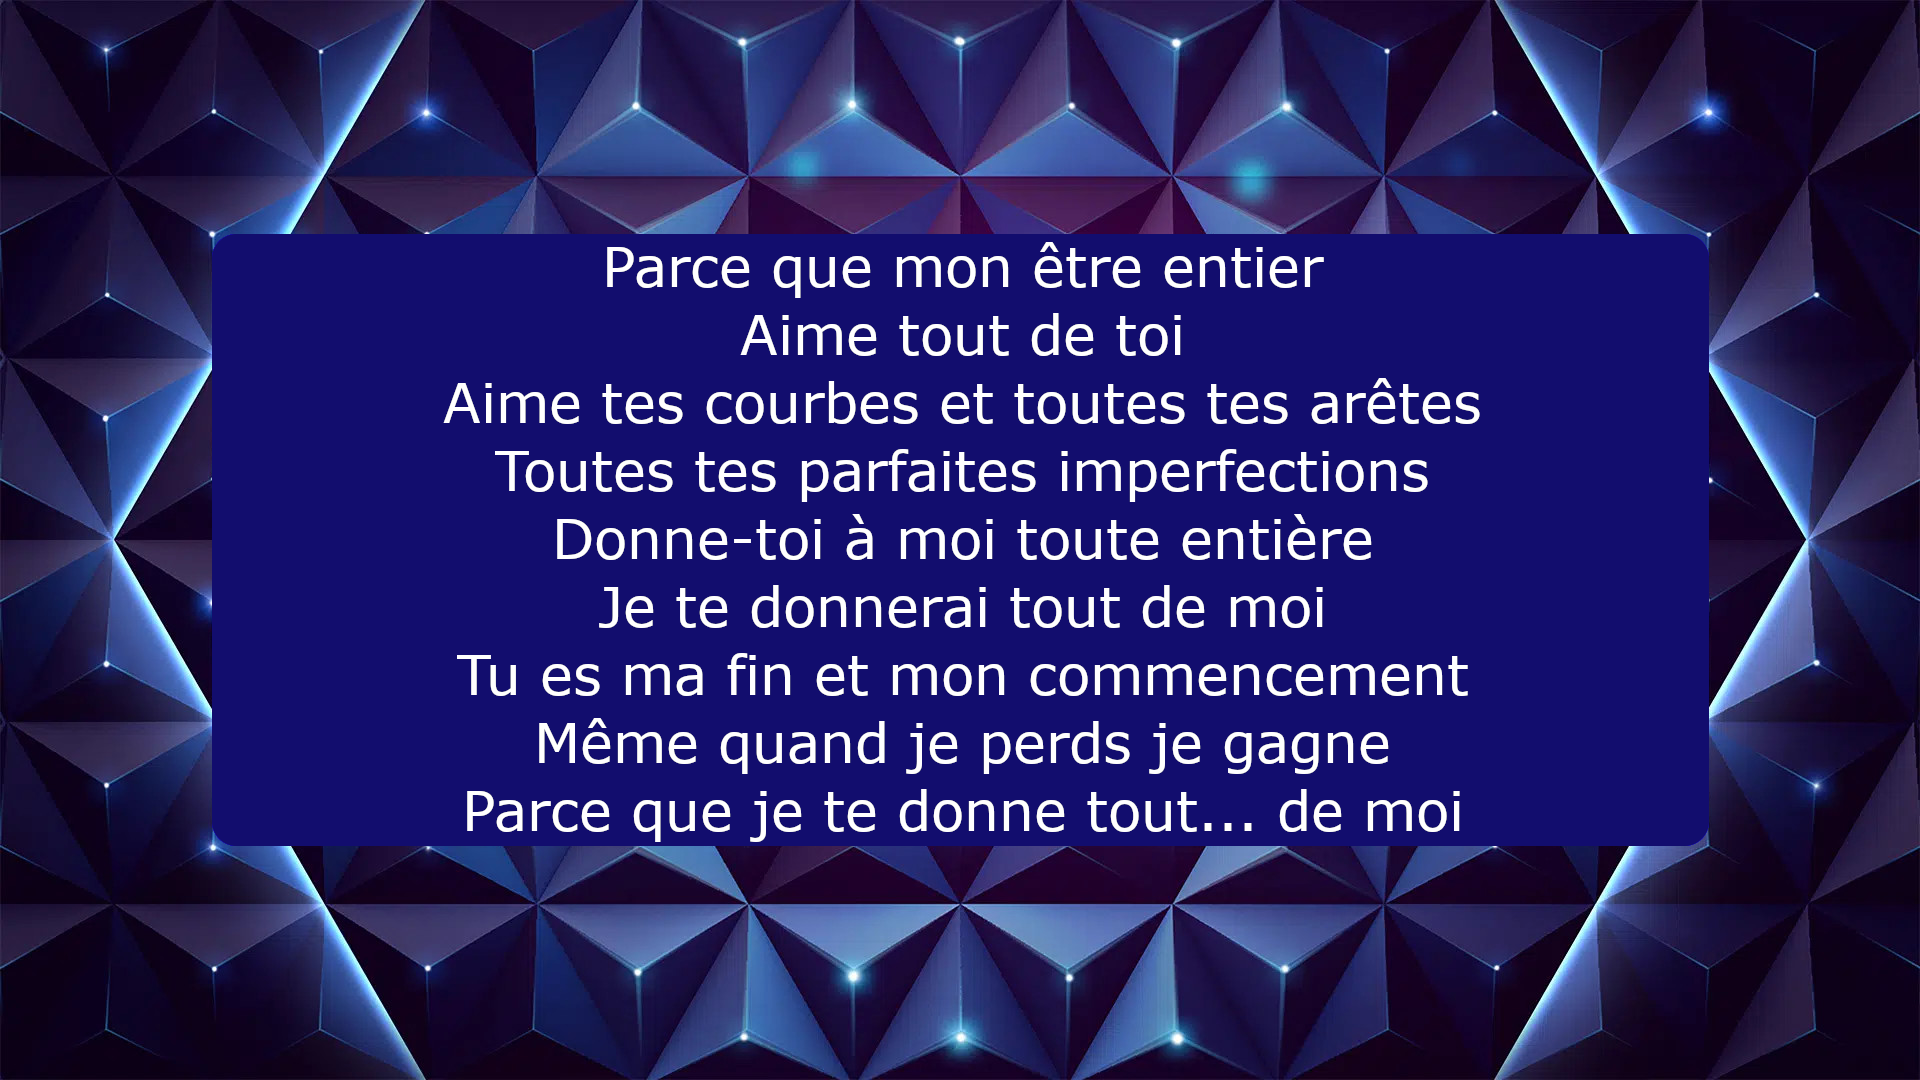 Parce que mon être entier
Aime tout de toi
Aime tes courbes et toutes tes arêtes
Toutes tes parfaites imperfections
Donne-toi à moi toute entière
Je te donnerai tout de moi
Tu es ma fin et mon commencement
Même quand je perds je gagne
Parce que je te donne tout... de moi